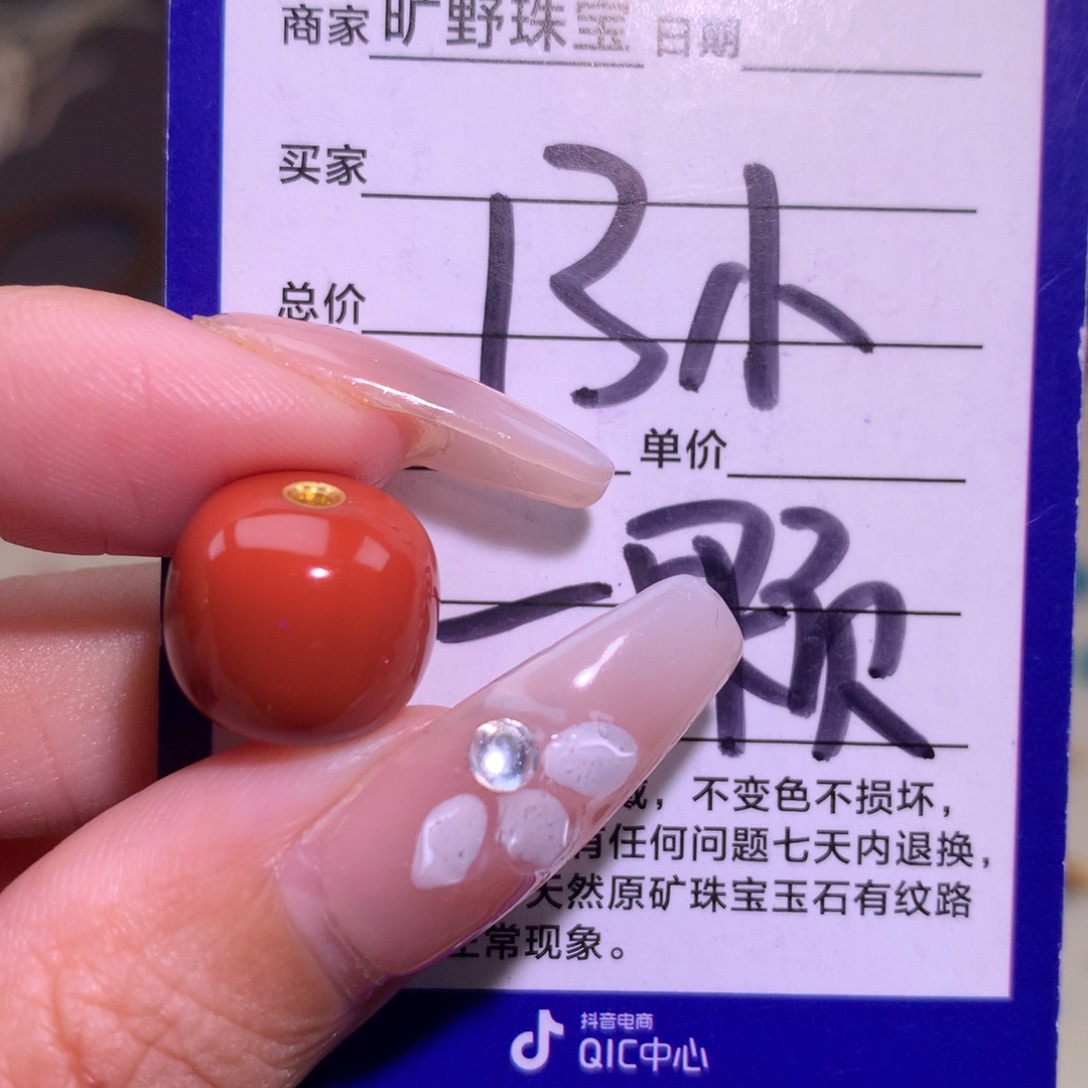 商家 旷野珠宝 日期
买家
13小
总价
单价
一颗
戴，不变色不损坏，
有任何问题七天内退换，
天然原矿珠宝玉石有纹路
正常现象。
抖音电商
QIC中心